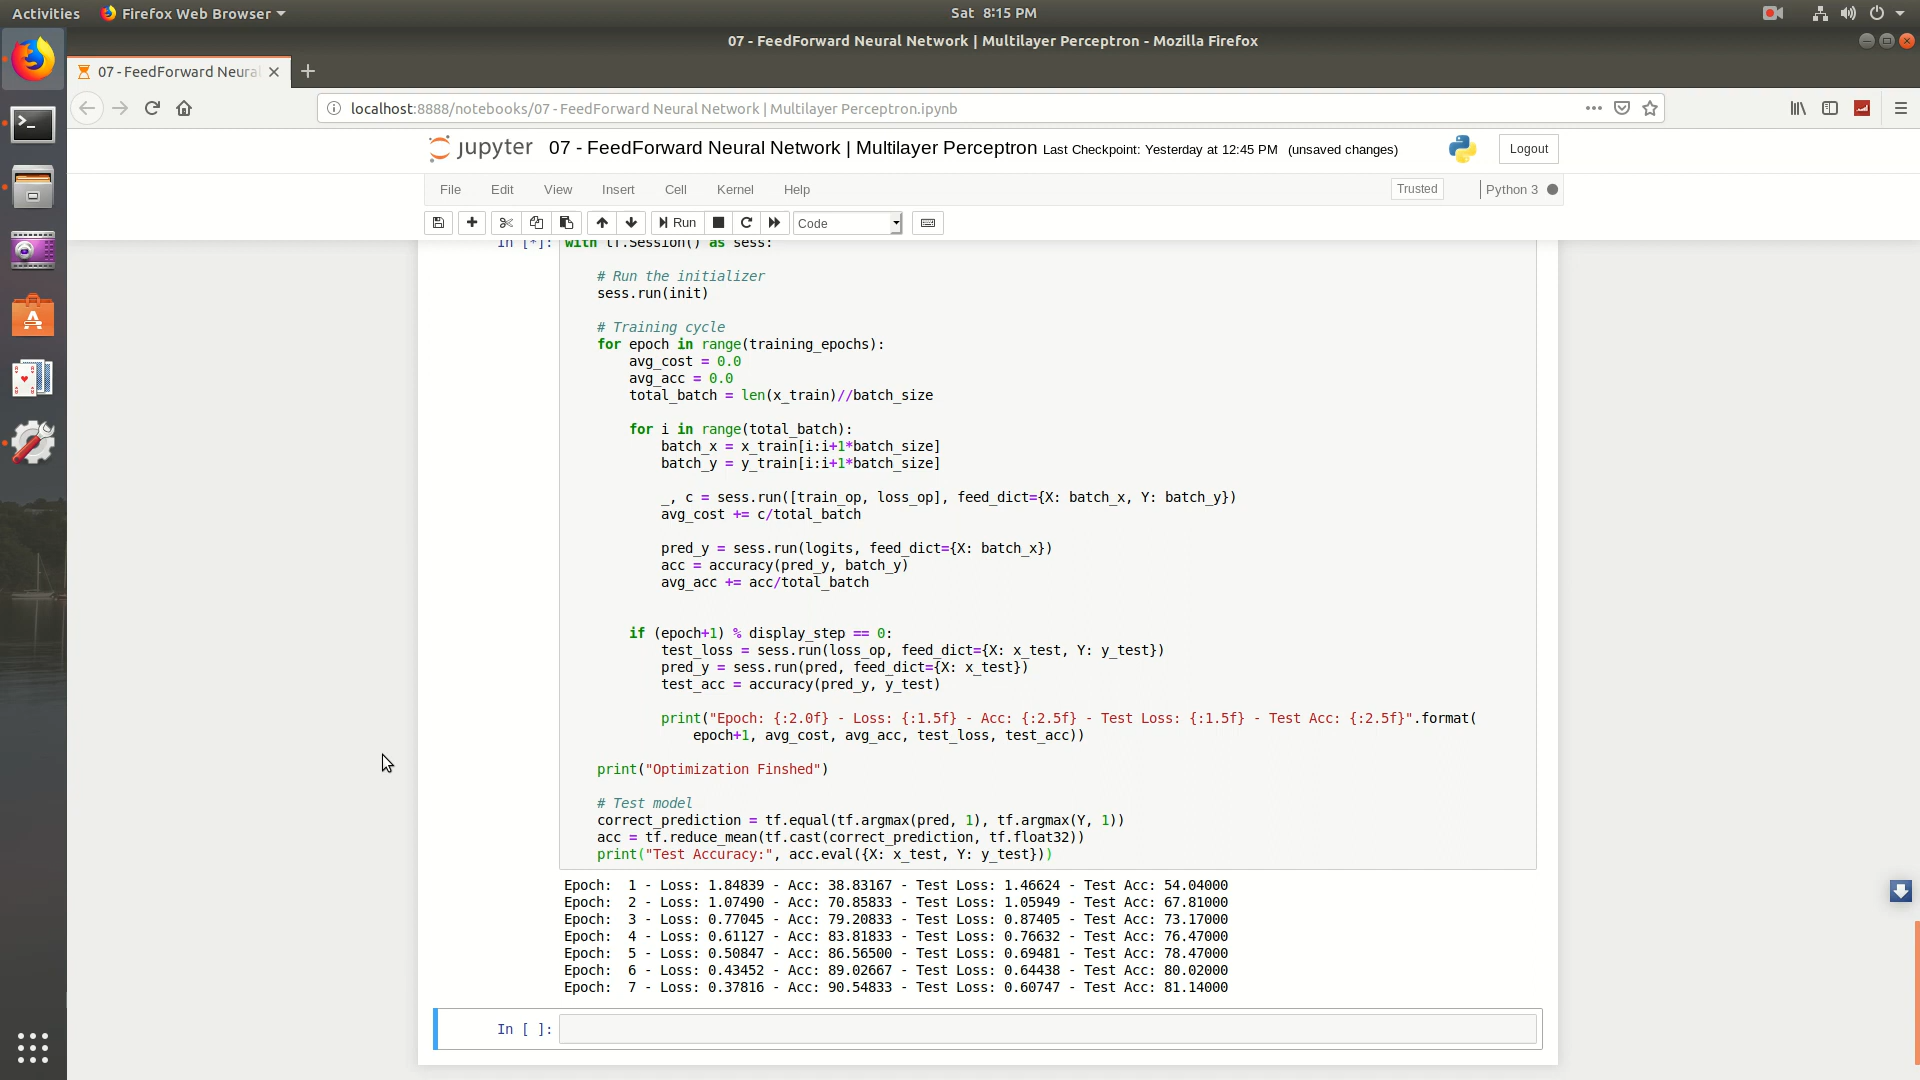 Activities
Firefox Web Browser
Sat 8:15 PM
07 - FeedForward Neural Network | Multilayer Perceptron - Mozilla Firefox
07 - FeedForward Neural
localhost:8888/notebooks/07 - FeedForward Neural Network | Multilayer Perceptron.ipynb
jupyter 07 - FeedForward Neural Network | Multilayer Perceptron Last Checkpoint: Yesterday at 12:45 PM (unsaved changes)
Logout
File Edit View Insert Cell Kernel Help
Trusted
Python 3
Run
Code
In [*]: with tf.Session() as sess:
# Run the initializer
sess.run(init)
# Training cycle
for epoch in range(training_epochs):
avg_cost = 0.0
avg_acc = 0.0
total_batch = len(x_train)//batch_size
for i in range(total_batch):
batch_x = x_train[i:i+1*batch_size]
batch_y = y_train[i:i+1*batch_size]
_, c = sess.run([train_op, loss_op], feed_dict={X: batch_x, Y: batch_y})
avg_cost += c/total_batch
pred_y = sess.run(logits, feed_dict={X: batch_x})
acc = accuracy(pred_y, batch_y)
avg_acc += acc/total_batch
if (epoch+1) % display_step == 0:
test_loss = sess.run(loss_op, feed_dict={X: x_test, Y: y_test})
pred_y = sess.run(pred, feed_dict={X: x_test})
test_acc = accuracy(pred_y, y_test)
print("Epoch: {:2.0f} - Loss: {:1.5f} - Acc: {:2.5f} - Test Loss: {:1.5f} - Test Acc: {:2.5f}".format(
epoch+1, avg_cost, avg_acc, test_loss, test_acc))
print("Optimization Finshed")
# Test model
correct_prediction = tf.equal(tf.argmax(pred, 1), tf.argmax(Y, 1))
acc = tf.reduce_mean(tf.cast(correct_prediction, tf.float32))
print("Test Accuracy:", acc.eval({X: x_test, Y: y_test}))
Epoch:  1 - Loss: 1.84839 - Acc: 38.83167 - Test Loss: 1.46624 - Test Acc: 54.04000
Epoch:  2 - Loss: 1.07490 - Acc: 70.85833 - Test Loss: 1.05949 - Test Acc: 67.81000
Epoch:  3 - Loss: 0.77045 - Acc: 79.20833 - Test Loss: 0.87405 - Test Acc: 73.17000
Epoch:  4 - Loss: 0.61127 - Acc: 83.81833 - Test Loss: 0.76632 - Test Acc: 76.47000
Epoch:  5 - Loss: 0.50847 - Acc: 86.56500 - Test Loss: 0.69481 - Test Acc: 78.47000
Epoch:  6 - Loss: 0.43452 - Acc: 89.02667 - Test Loss: 0.64438 - Test Acc: 80.02000
Epoch:  7 - Loss: 0.37816 - Acc: 90.54833 - Test Loss: 0.60747 - Test Acc: 81.14000
In [ ]: